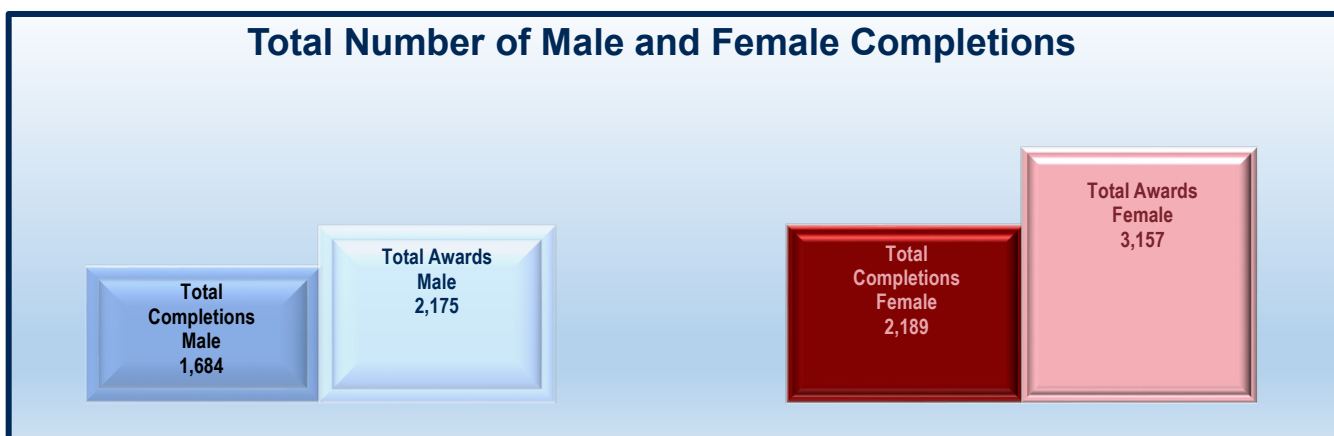 Total Number of Male and Female Completions
Total
Completions
Male
1,684
Total Awards
Male
2,175
Total
Completions
Female
2,189
Total Awards
Female
3,157